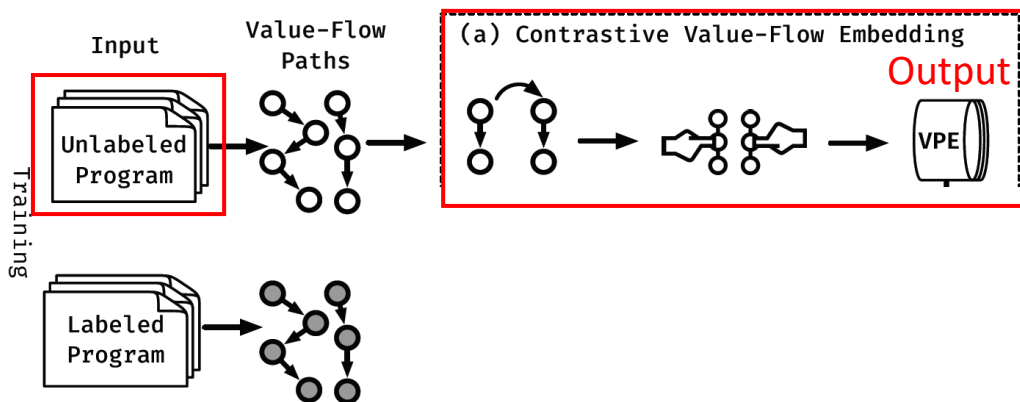 Input
Value-Flow
Paths
(a) Contrastive Value-Flow Embedding
Output
Unlabeled
Program
VPE
Training
Labeled
Program